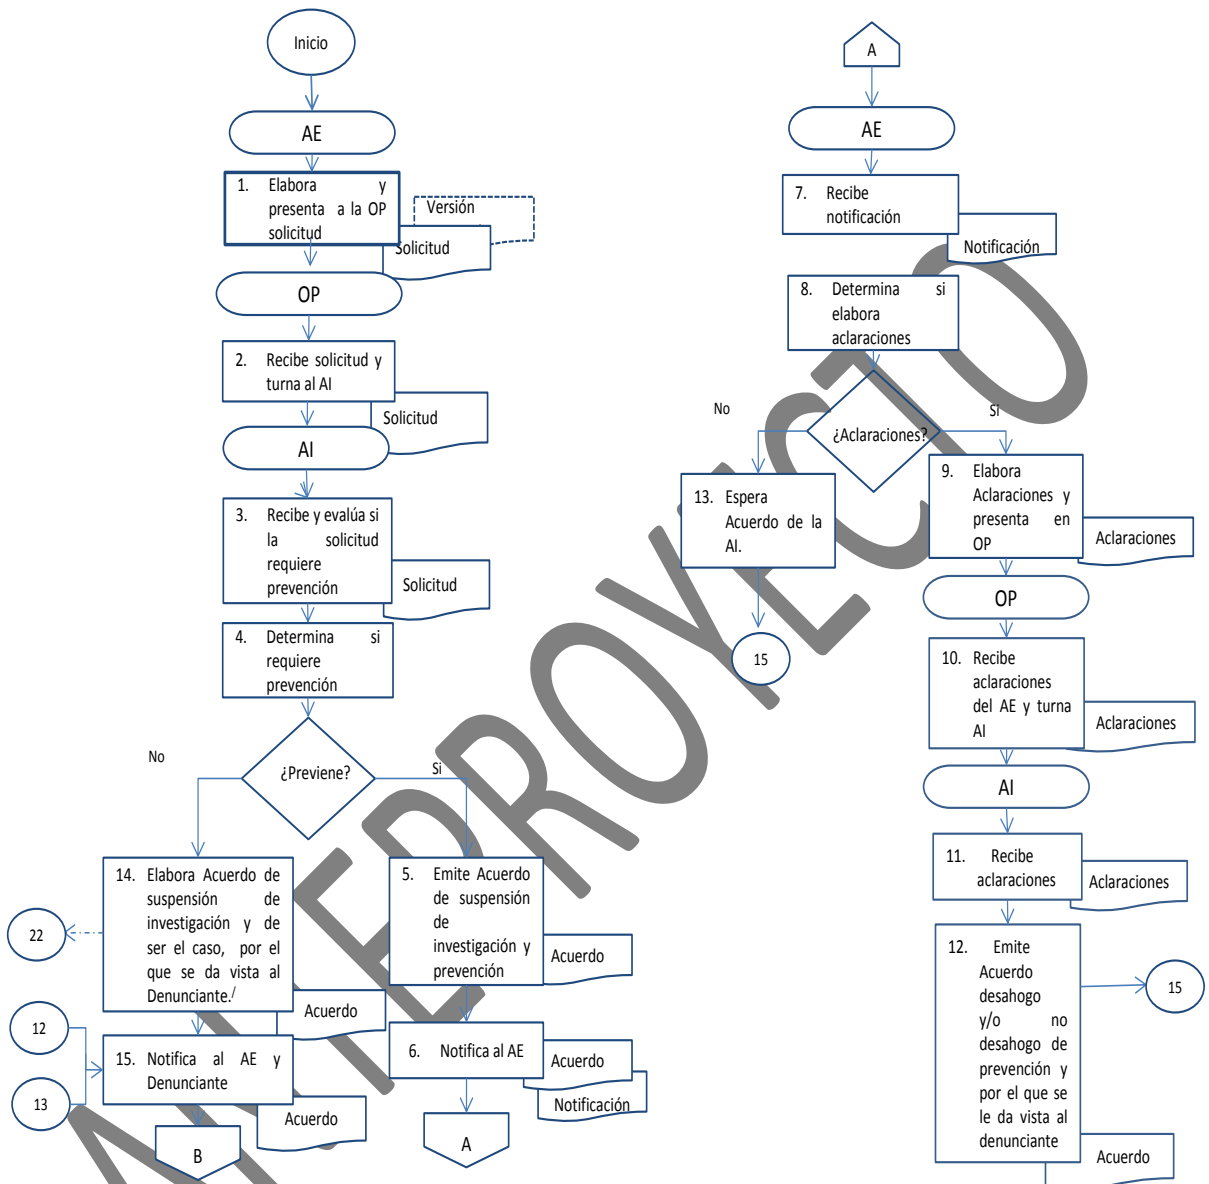 Inicio
AE
1. Elabora y
presenta a la OP
solicitud
Versión
Solicitud
OP
2. Recibe solicitud y
turna al AI
Solicitud
AI
3. Recibe y evalúa si
la solicitud
requiere
prevención
Solicitud
4. Determina si
requiere
prevención
¿Previene?
No
Si
14. Elabora Acuerdo de
suspensión de
investigación y de
ser el caso, por el
que se da vista al
Denunciante./
Acuerdo
22
12
13
15. Notifica al AE y
Denunciante
Acuerdo
B
5. Emite Acuerdo
de suspensión
de
investigación y
prevención
Acuerdo
6. Notifica al AE
Acuerdo
Notificación
A
A
AE
7. Recibe
notificación
Notificación
8. Determina si
elabora
aclaraciones
¿Aclaraciones?
No
Si
13. Espera
Acuerdo de la
AI.
15
9. Elabora
Aclaraciones y
presenta en
OP
Aclaraciones
OP
10. Recibe
aclaraciones
del AE y turna
AI
Aclaraciones
AI
11. Recibe
aclaraciones
Aclaraciones
12. Emite
Acuerdo
desahogo
y/o no
desahogo de
prevención y
por el que se
le da vista al
denunciante
15
Acuerdo
ANTEPROYECTO